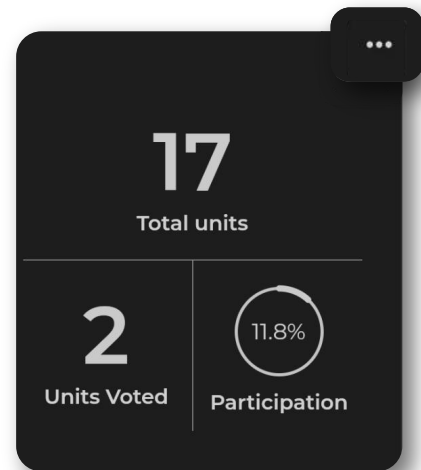 17
Total units
2
Units Voted
11.8%
Participation